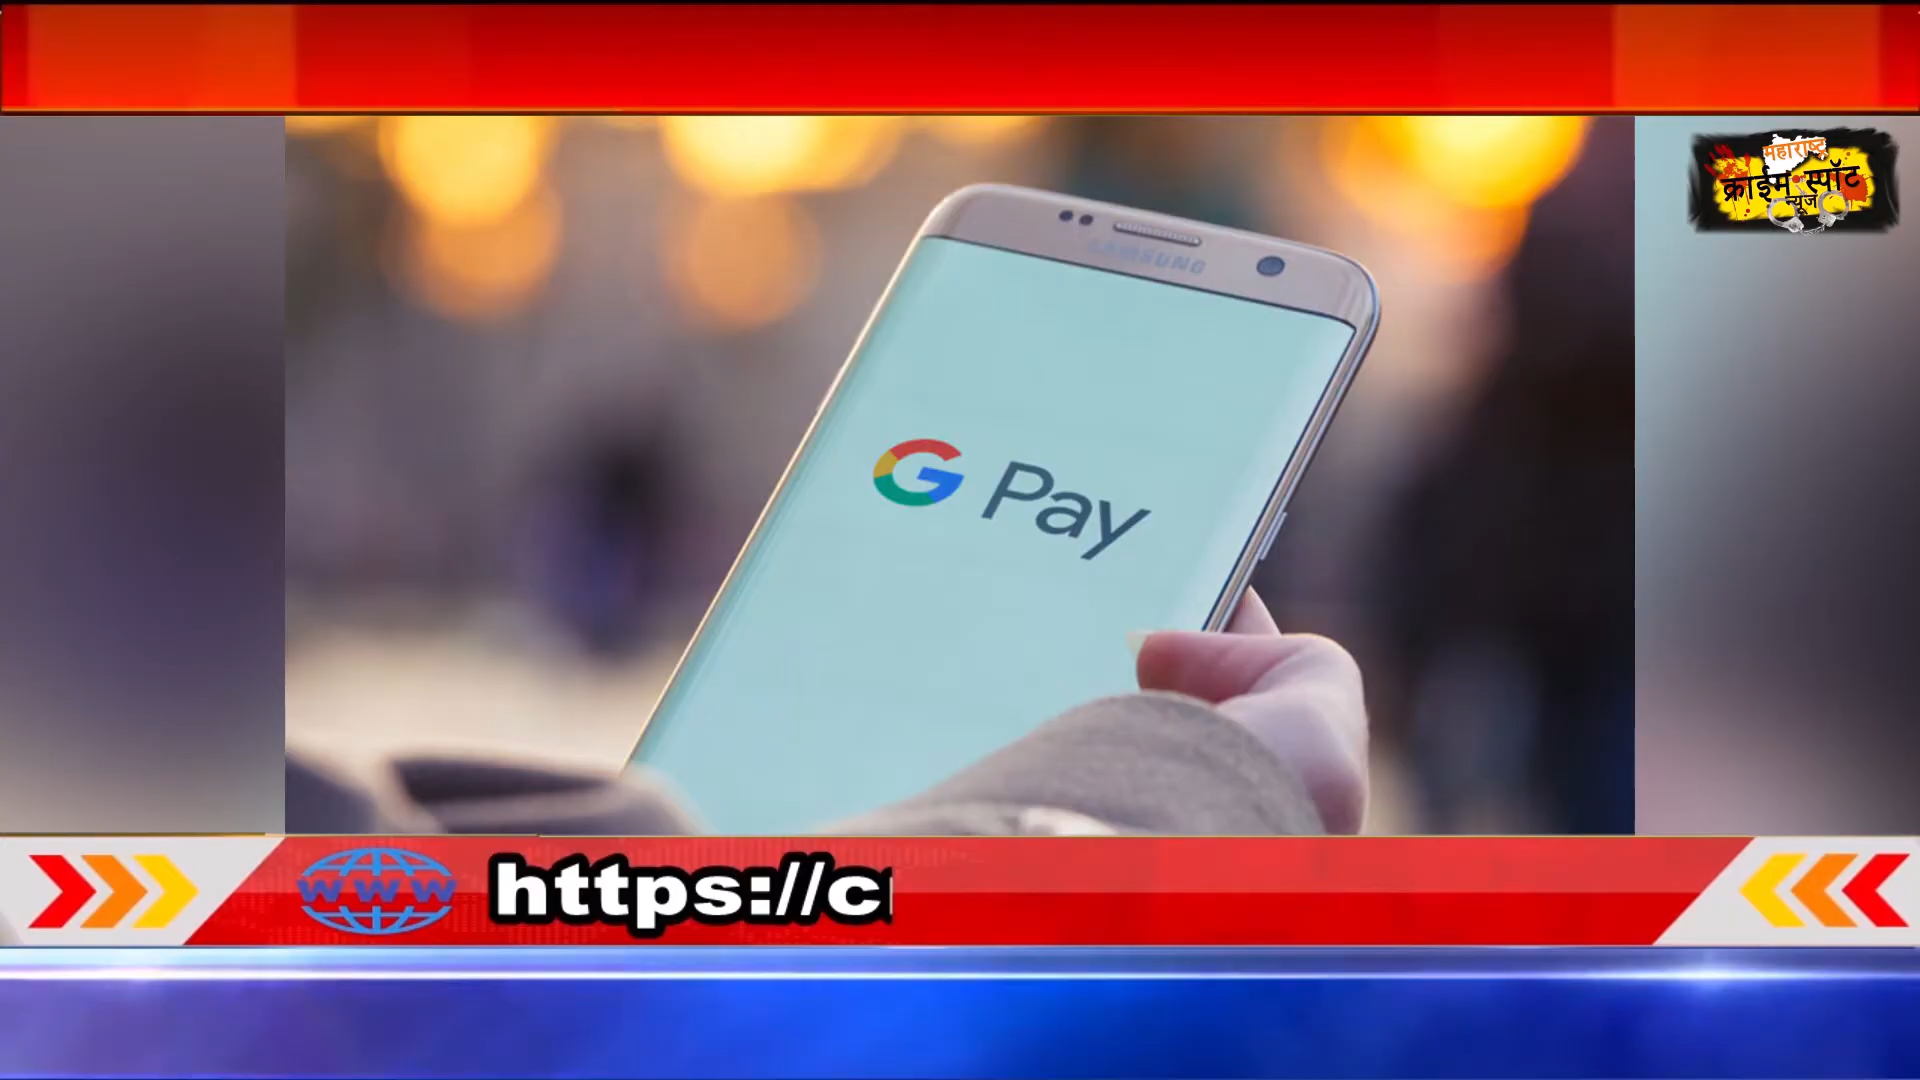 महाराष्ट्र
क्राईम स्पॉट
न्यूज
SAMSUNG
G Pay
www
https://c